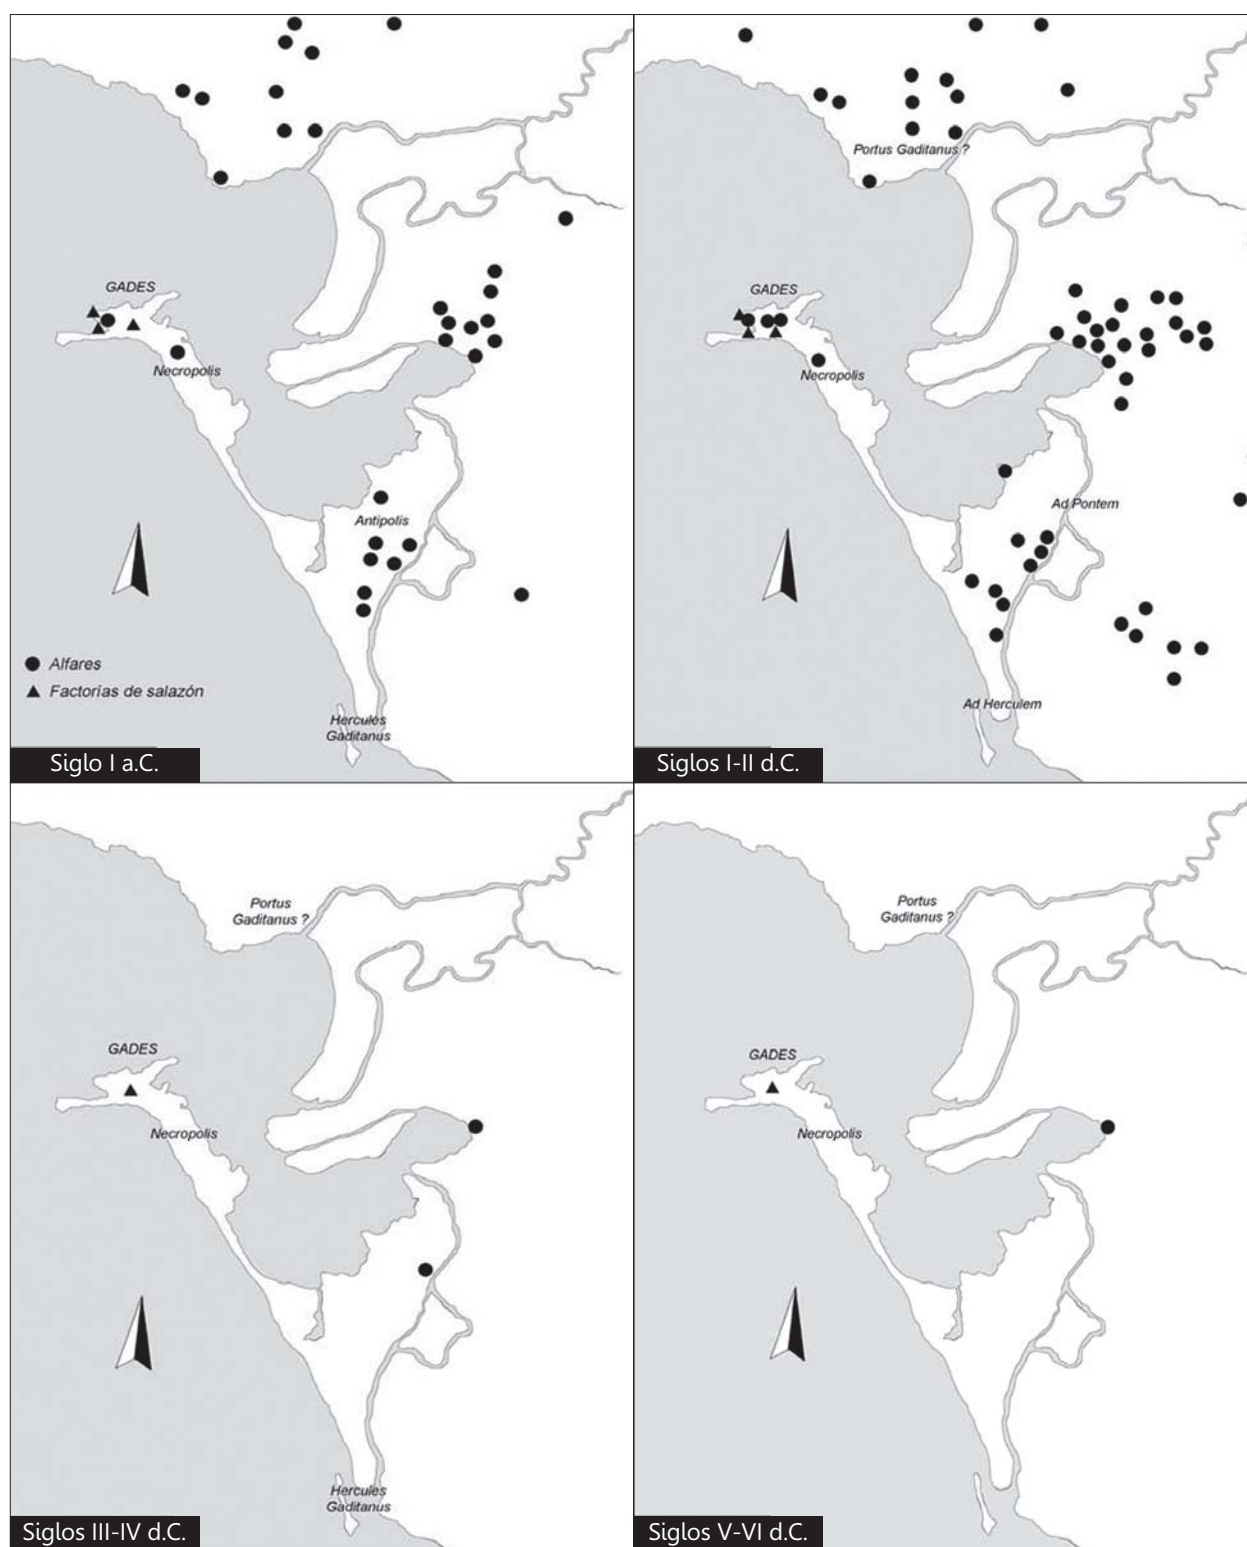 GADES
Necropolis
Antipolis
Alfares
Factorías de salazón
Hercules
Gaditanus
Siglo I a.C.
Portus Gaditanus ?
GADES
Necropolis
Ad Pontem
Ad Herculem
Siglos I-II d.C.
Portus
Gaditanus ?
GADES
Necropolis
Hercules
Gaditanus
Siglos III-IV d.C.
Portus
Gaditanus ?
GADES
Necropolis
Siglos V-VI d.C.